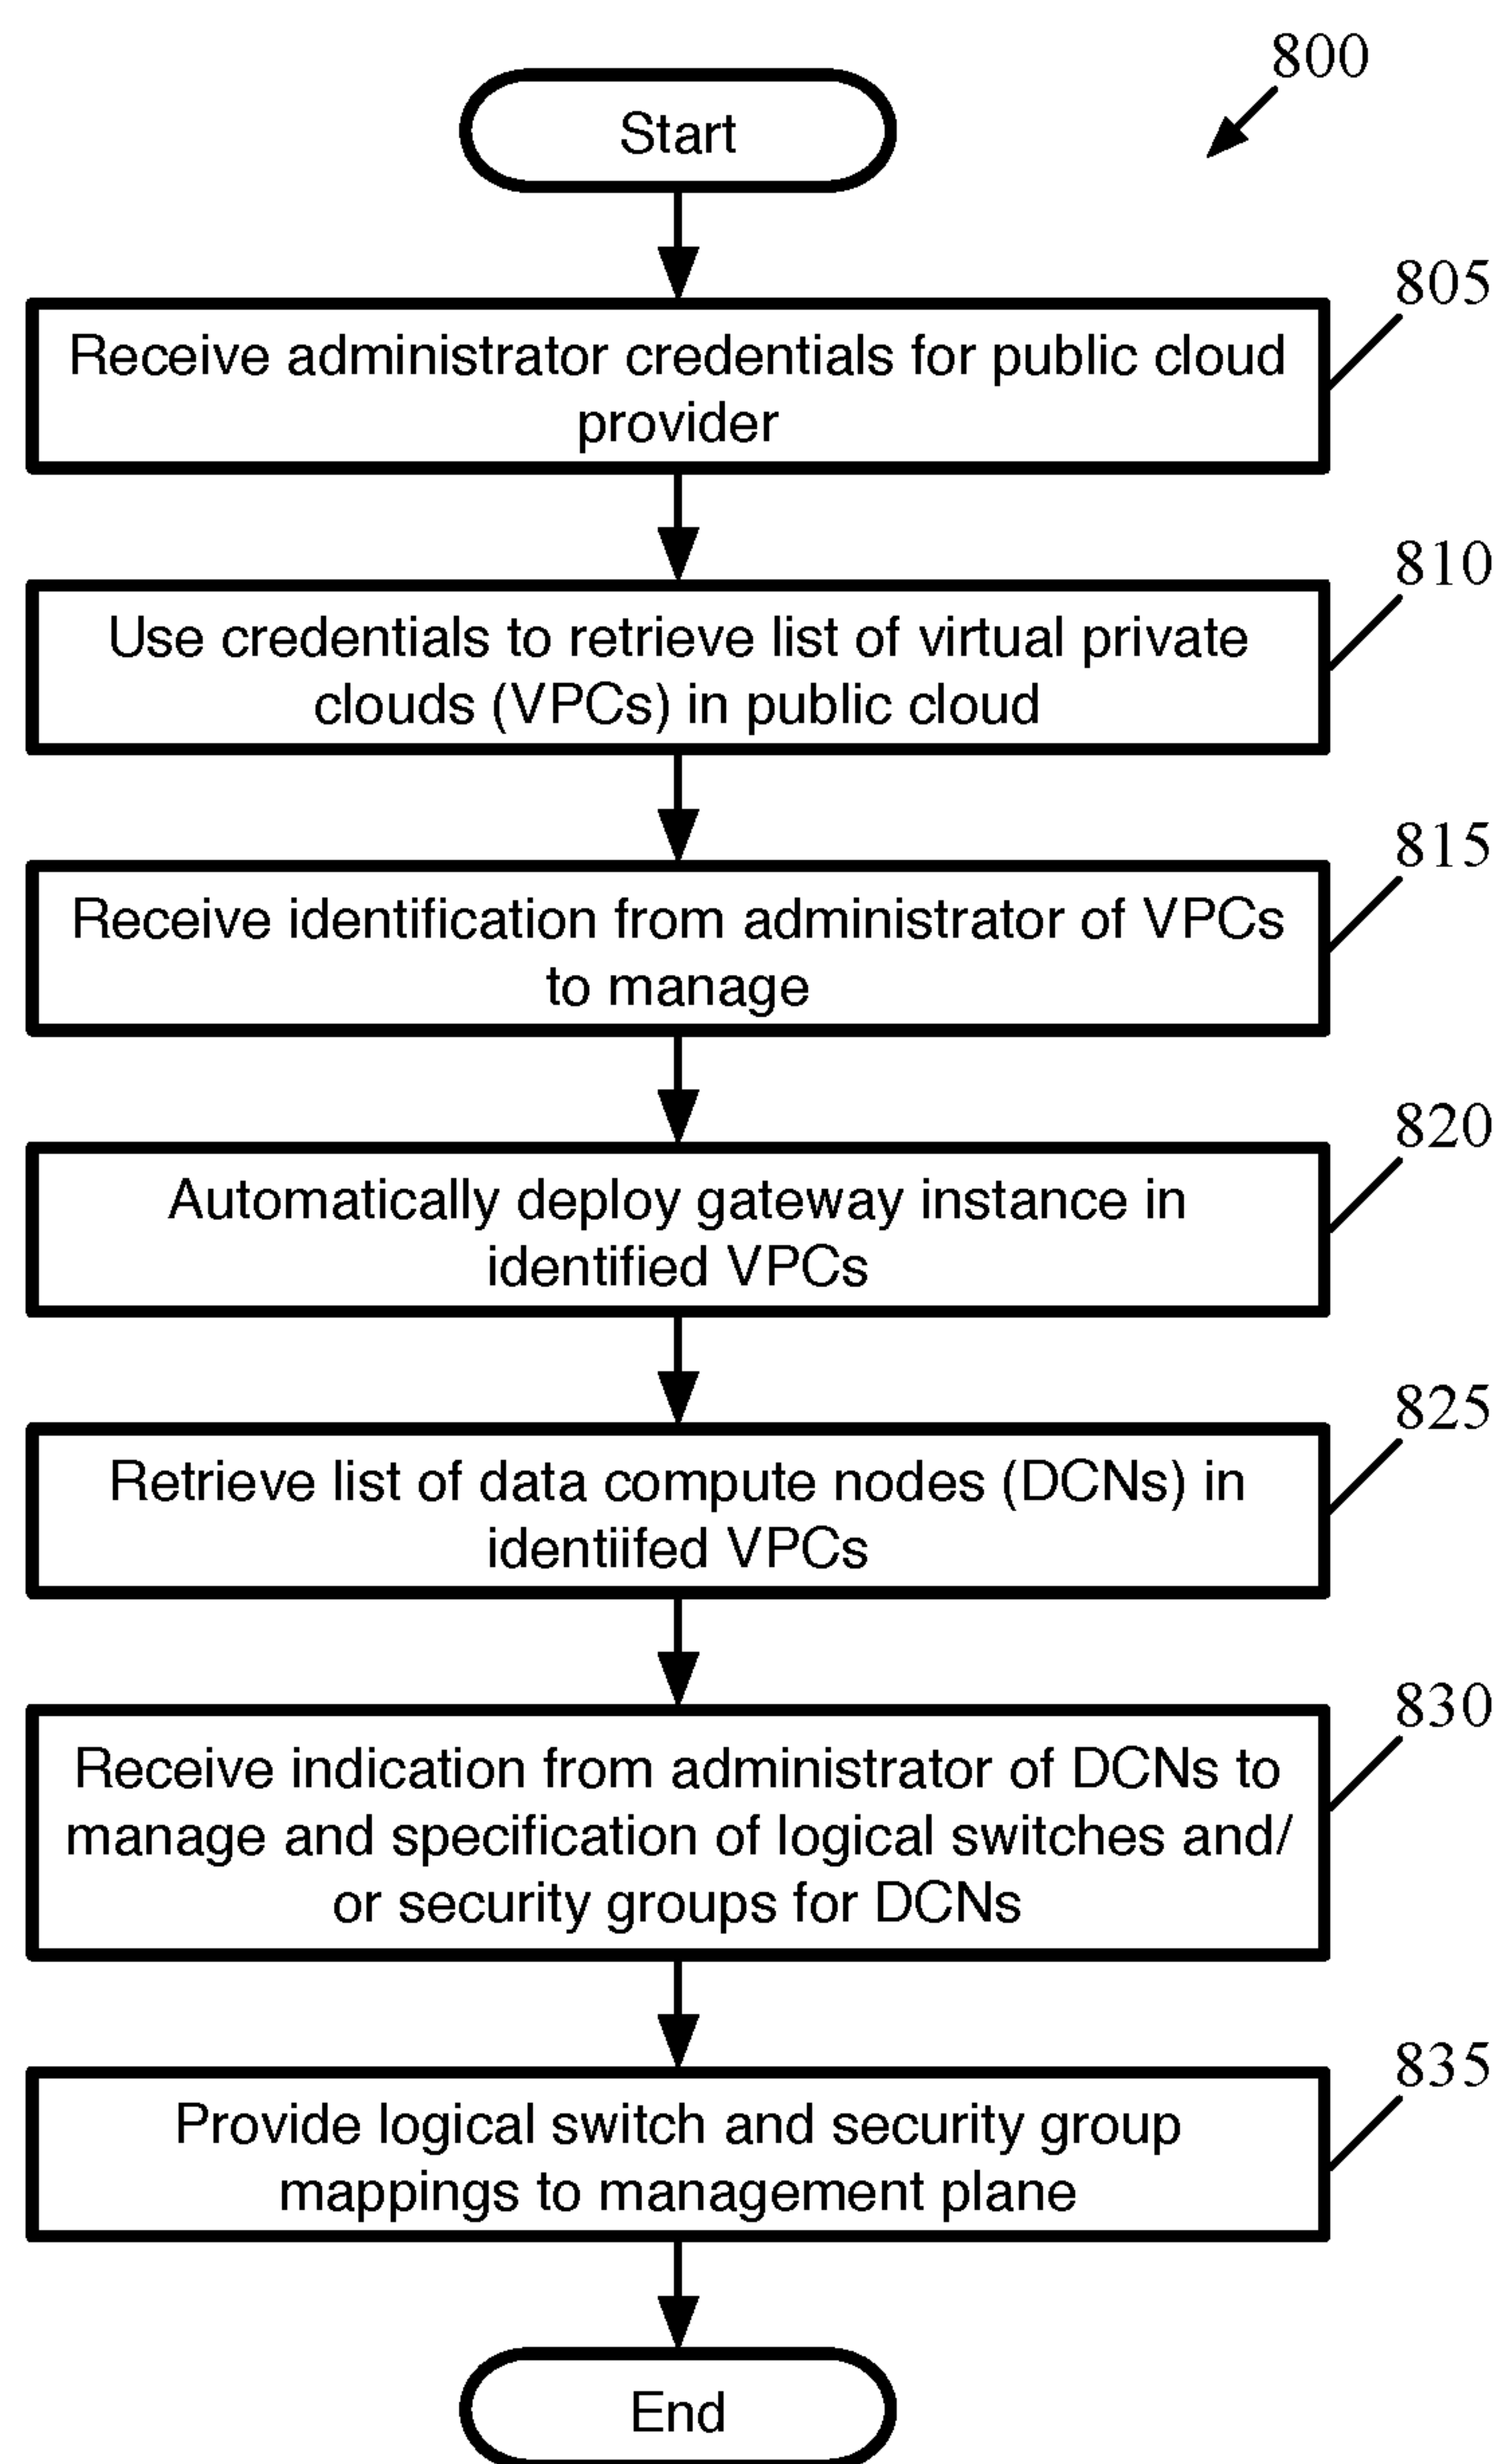 800
Start
805
Receive administrator credentials for public cloud
provider
810
Use credentials to retrieve list of virtual private
clouds (VPCs) in public cloud
815
Receive identification from administrator of VPCs
to manage
820
Automatically deploy gateway instance in
identified VPCs
825
Retrieve list of data compute nodes (DCNs) in
identiifed VPCs
830
Receive indication from administrator of DCNs to
manage and specification of logical switches and/
or security groups for DCNs
835
Provide logical switch and security group
mappings to management plane
End